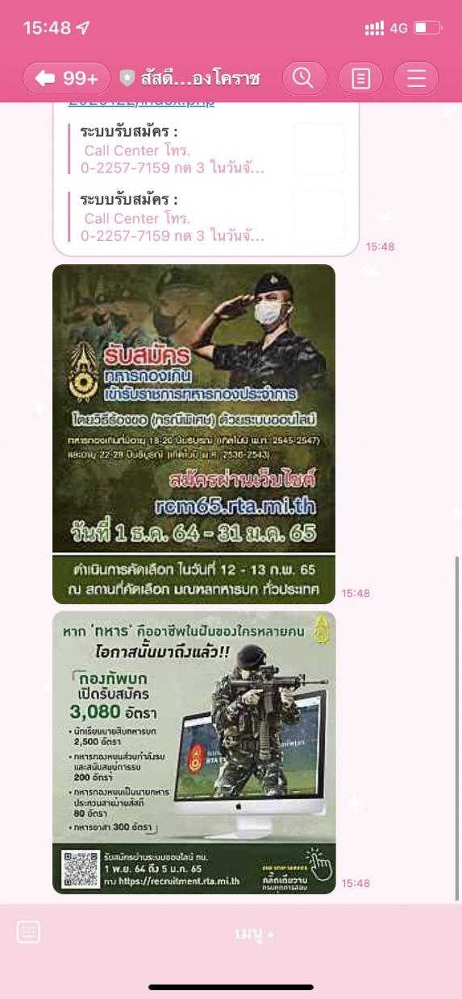 15:48
4G
99+
สัสดี...องโคราช
ระบบรับสมัคร :
Call Center โทร.
0-2257-7159 กด 3 ในวันจั...
ระบบรับสมัคร :
Call Center โทร.
0-2257-7159 กด 3 ในวันจั...
15:48
รับสมัคร
ทหารกองเกิน
เข้ารับราชการทหารกองประจำการ
โดยวิธีร้องขอ (กรณีพิเศษ) ด้วยระบบออนไลน์
ทหารกองเกินที่มีอายุ 18-20 ปีบริบูรณ์ (เกิดในปี พ.ศ. 2545-2547)
และอายุ 22-29 ปีบริบูรณ์ (เกิดในปี พ.ศ. 2536-2543)
สมัครผ่านเว็บไซต์
rcm65.rta.mi.th
วันที่ 1 ธ.ค. 64 - 31 ม.ค. 65
ดำเนินการคัดเลือก ในวันที่ 12 - 13 ก.พ. 65
ณ สถานที่คัดเลือก มณฑลทหารบก ทั่วประเทศ
15:48
หาก 'ทหาร' คืออาชีพในฝันของใครหลายคน
โอกาสนั้นมาถึงแล้ว!!
กองทัพบก
เปิดรับสมัคร
3,080 อัตรา
• นักเรียนนายสิบทหารบก
2,500 อัตรา
• ทหารกองหนุนส่วนกำลังรบ
และสนับสนุนการรบ
200 อัตรา
• ทหารกองหนุนเป็นนายทหาร
ประทวนสายงานสัสดี
80 อัตรา
• ทหารอาสา 300 อัตรา
รับสมัครผ่านระบบออนไลน์ ทบ.
1 พ.ย. 64 ถึง 5 ม.ค. 65
ทาง https://recruitment.rta.mi.th
ONE STOP SERVICE
คลิ๊กเดียวผ่าน
15:48
เมนู